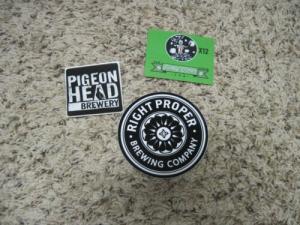 PIGEON
HEAD
BREWERY
X12
RIGHT PROPER
BREWING COMPANY